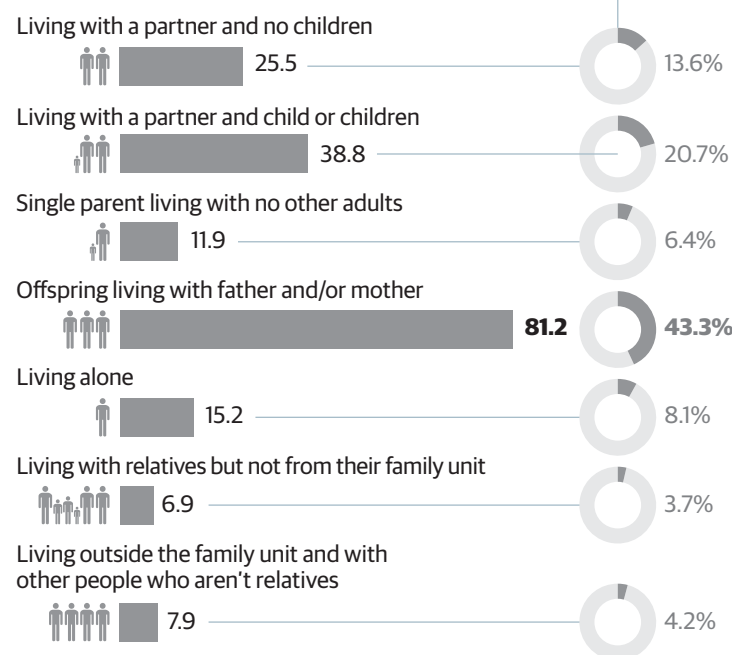 Living with a partner and no children
25.5
13.6%
Living with a partner and child or children
38.8
20.7%
Single parent living with no other adults
11.9
6.4%
Offspring living with father and/or mother
81.2
43.3%
Living alone
15.2
8.1%
Living with relatives but not from their family unit
6.9
3.7%
Living outside the family unit and with
other people who aren't relatives
7.9
4.2%